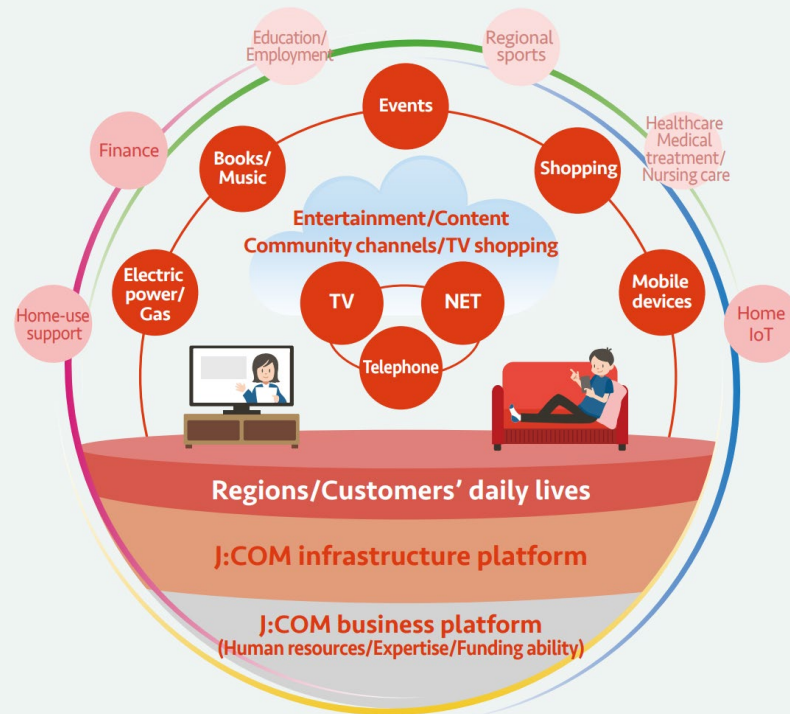 Education/
Employment
Regional
sports
Events
Finance
Books/
Music
Shopping
Healthcare
Medical
treatment/
Nursing care
Entertainment/Content
Community channels/TV shopping
Home-use
support
Electric
power/
Gas
TV
NET
Telephone
Mobile
devices
Home
IoT
Regions/Customers’ daily lives
J:COM infrastructure platform
J:COM business platform
(Human resources/Expertise/Funding ability)